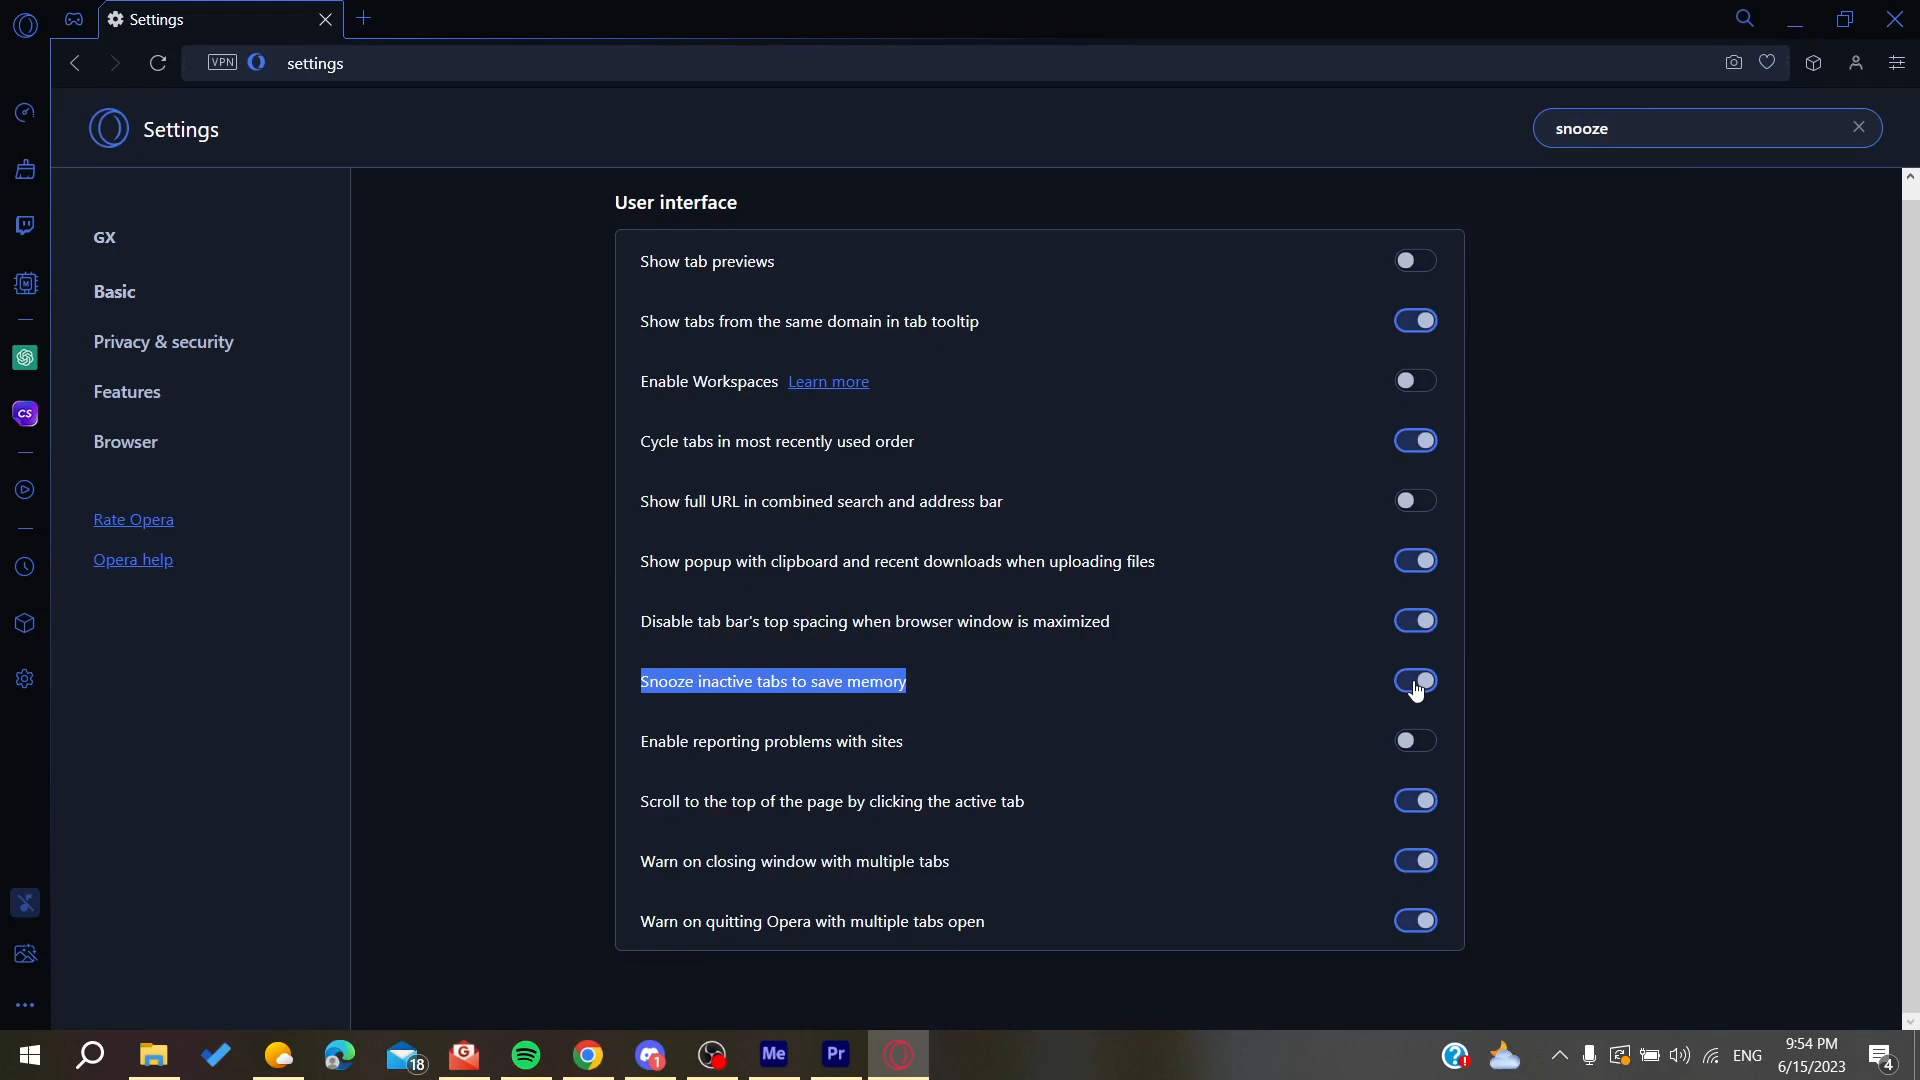 Settings
VPN
settings
Settings
snooze
GX
Basic
Privacy & security
Features
Browser
Rate Opera
Opera help
User interface
Show tab previews
Show tabs from the same domain in tab tooltip
Enable Workspaces Learn more
Cycle tabs in most recently used order
Show full URL in combined search and address bar
Show popup with clipboard and recent downloads when uploading files
Disable tab bar's top spacing when browser window is maximized
Snooze inactive tabs to save memory
Enable reporting problems with sites
Scroll to the top of the page by clicking the active tab
Warn on closing window with multiple tabs
Warn on quitting Opera with multiple tabs open
M
CS
18
G
1
Me
Pr
ENG
9:54 PM
6/15/2023
4